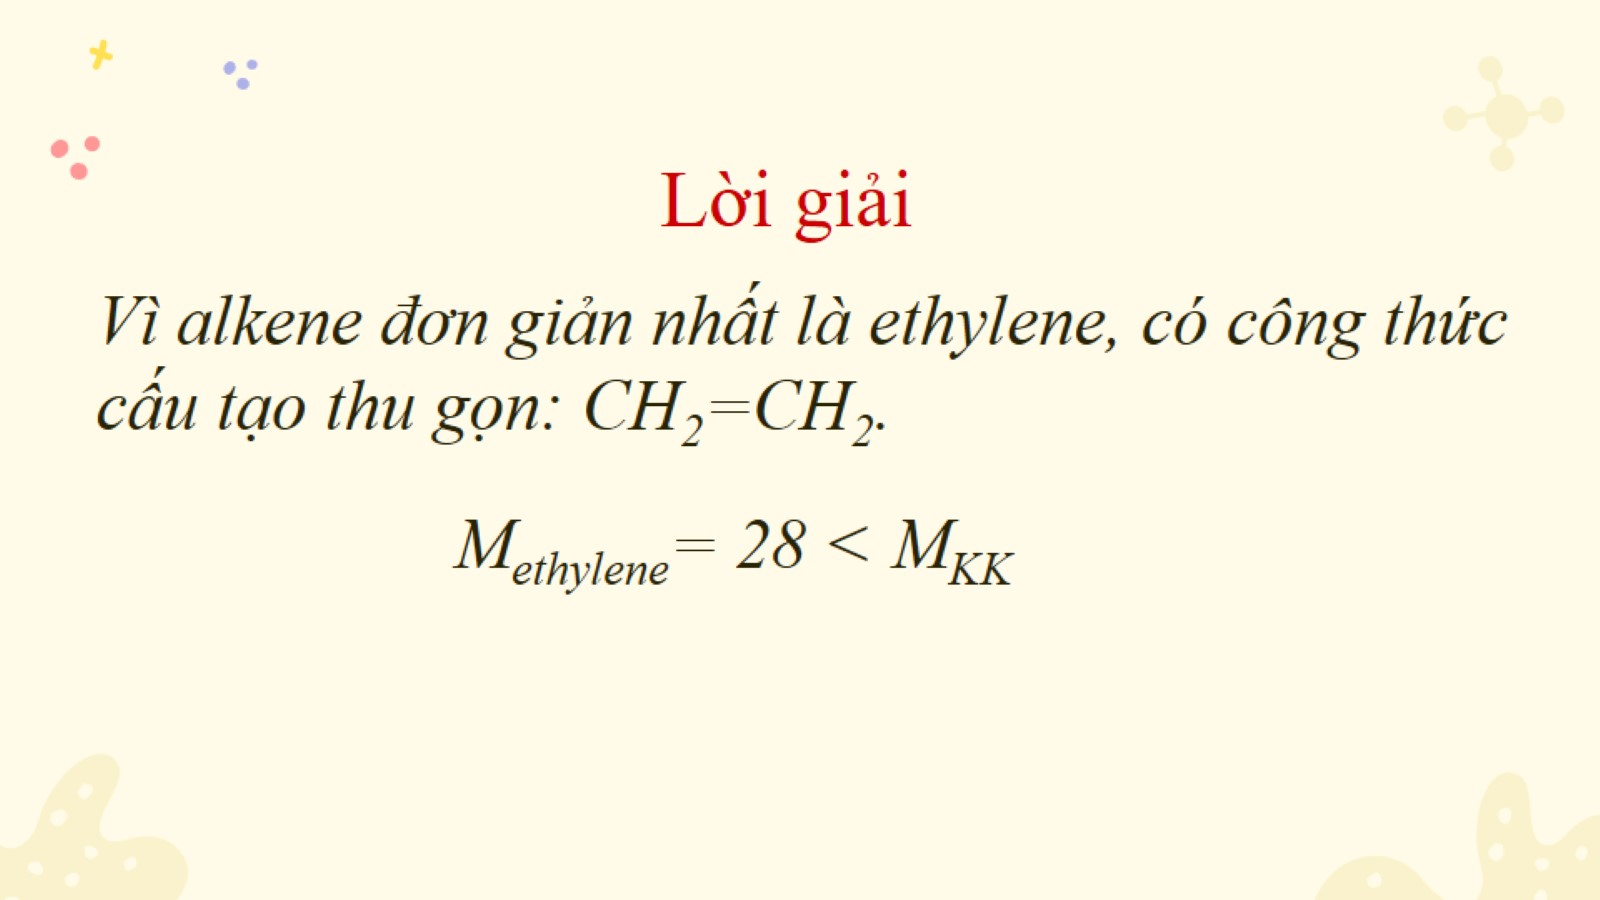 Lời giải
Vì alkene đơn giản nhất là ethylene, có công thức
cấu tạo thu gọn: CH₂=CH₂.
Methylene = 28 < MKK